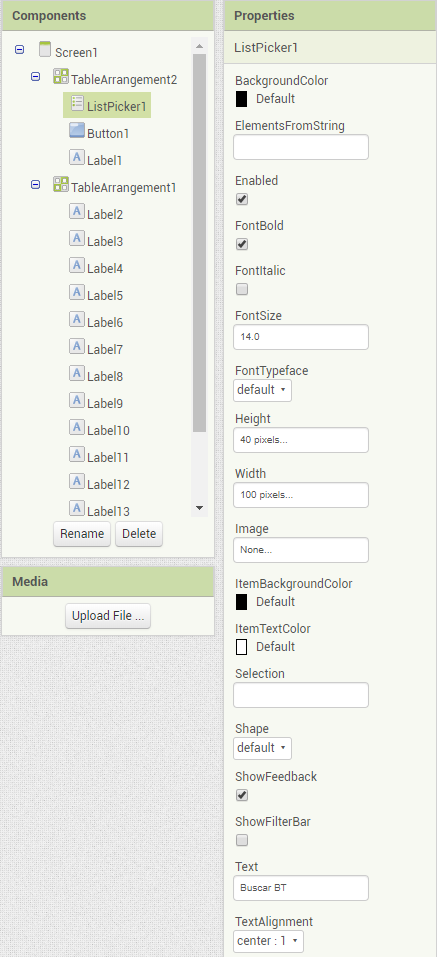 Components
Screen1
TableArrangement2
ListPicker1
Button1
Label1
TableArrangement1
Label2
Label3
Label4
Label5
Label6
Label7
Label8
Label9
Label10
Label11
Label12
Label13
Rename
Delete
Media
Upload File ...
Properties
ListPicker1
BackgroundColor
Default
ElementsFromString
Enabled
FontBold
FontItalic
FontSize
14.0
FontTypeface
default
Height
40 pixels...
Width
100 pixels...
Image
None...
ItemBackgroundColor
Default
ItemTextColor
Default
Selection
Shape
default
ShowFeedback
ShowFilterBar
Text
Buscar BT
TextAlignment
center : 1